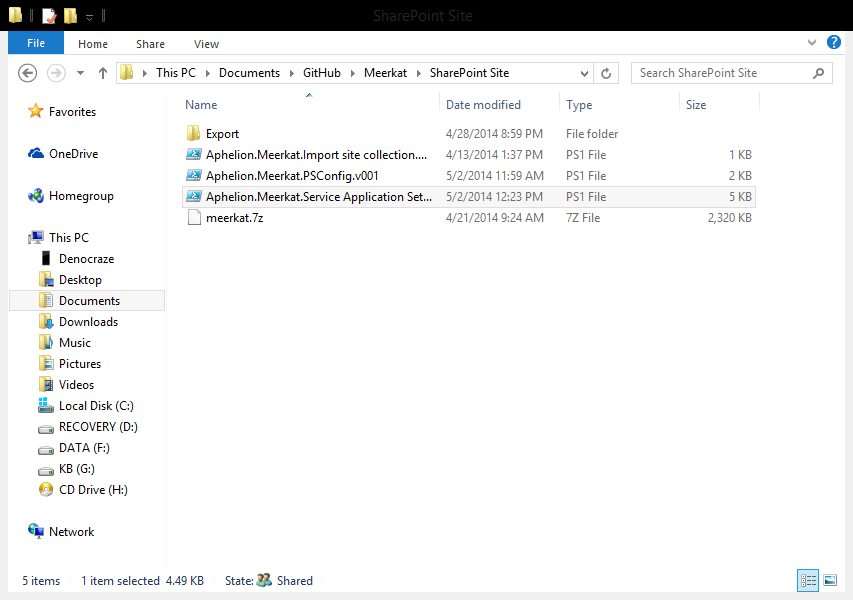 SharePoint Site
File Home Share View
This PC Documents GitHub Meerkat SharePoint Site Search SharePoint Site
Name Date modified Type Size
Export 4/28/2014 8:59 PM File folder
Aphelion.Meerkat.Import site collection.... 4/13/2014 1:37 PM PS1 File 1 KB
Aphelion.Meerkat.PSConfig.v001 5/2/2014 11:59 AM PS1 File 2 KB
Aphelion.Meerkat.Service Application Set... 5/2/2014 12:23 PM PS1 File 5 KB
meerkat.7z 4/21/2014 9:24 AM 7Z File 2,320 KB
Favorites
OneDrive
Homegroup
This PC
Denocraze
Desktop
Documents
Downloads
Music
Pictures
Videos
Local Disk (C:)
RECOVERY (D:)
DATA (F:)
KB (G:)
CD Drive (H:)
Network
5 items 1 item selected 4.49 KB State: Shared